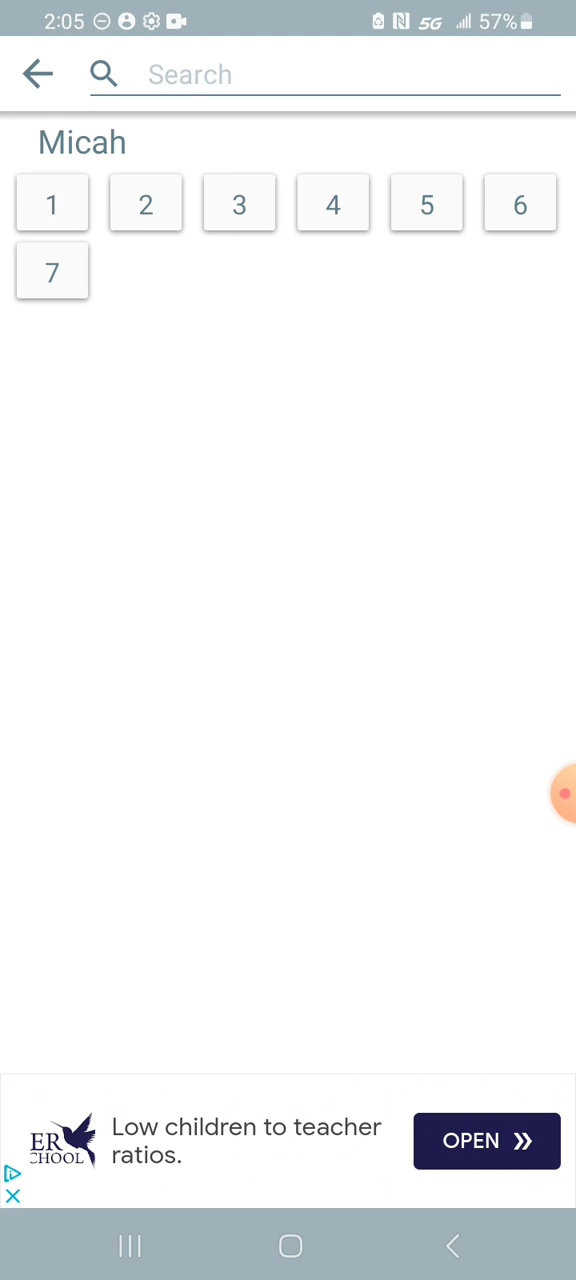 2:05 5G 57%
Search
Micah
1 2 3 4 5 6
7
Low children to teacher
ratios.
OPEN
ER
CHOOL